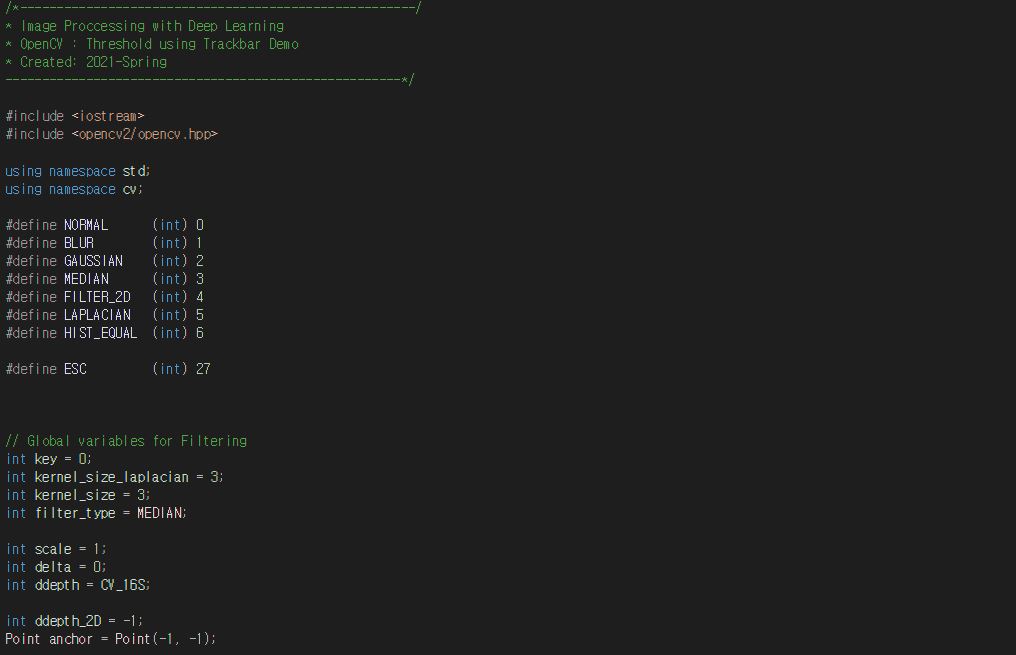 /*------------------------------------------------------/
* Image Proccessing with Deep Learning
* OpenCV : Threshold using Trackbar Demo
* Created: 2021-Spring
------------------------------------------------------*/
#include <iostream>
#include <opencv2/opencv.hpp>
using namespace std;
using namespace cv;
#define NORMAL      (int) 0
#define BLUR        (int) 1
#define GAUSSIAN    (int) 2
#define MEDIAN      (int) 3
#define FILTER_2D   (int) 4
#define LAPLACIAN   (int) 5
#define HIST_EQUAL  (int) 6
#define ESC         (int) 27
// Global variables for Filtering
int key = 0;
int kernel_size_laplacian = 3;
int kernel_size = 3;
int filter_type = MEDIAN;
int scale = 1;
int delta = 0;
int ddepth = CV_16S;
int ddepth_2D = -1;
Point anchor = Point(-1, -1);